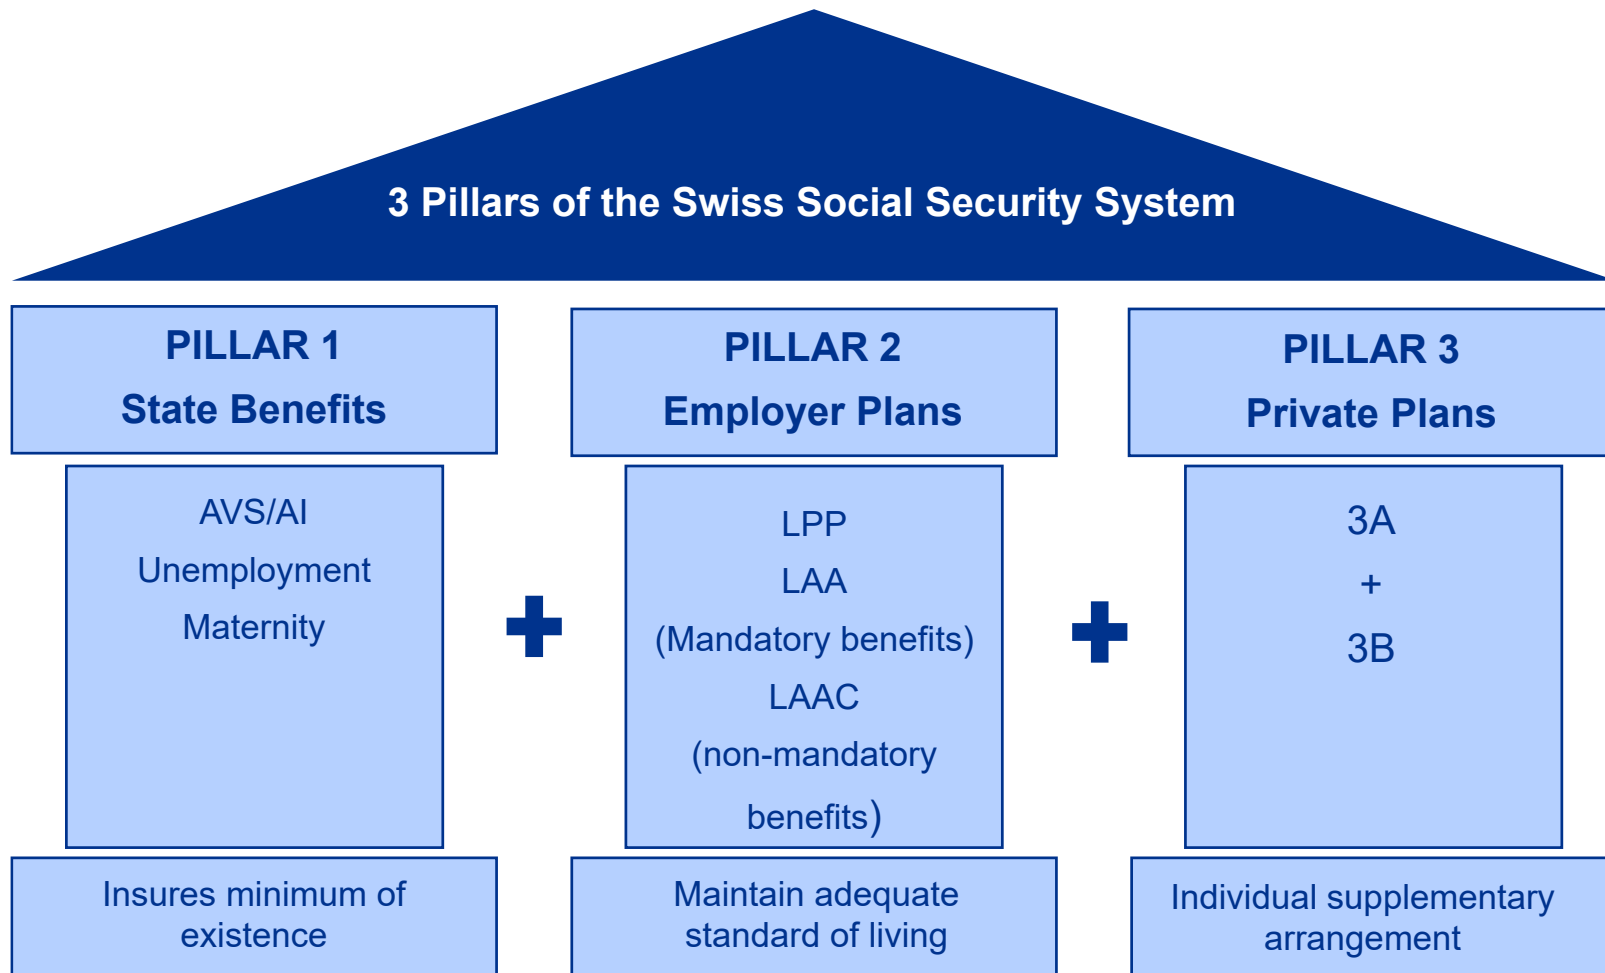 3 Pillars of the Swiss Social Security System
PILLAR 1
State Benefits
AVS/AI
Unemployment
Maternity
Insures minimum of
existence
PILLAR 2
Employer Plans
LPP
LAA
(Mandatory benefits)
LAAC
(non-mandatory
benefits)
Maintain adequate
standard of living
PILLAR 3
Private Plans
3A
+
3B
Individual supplementary
arrangement